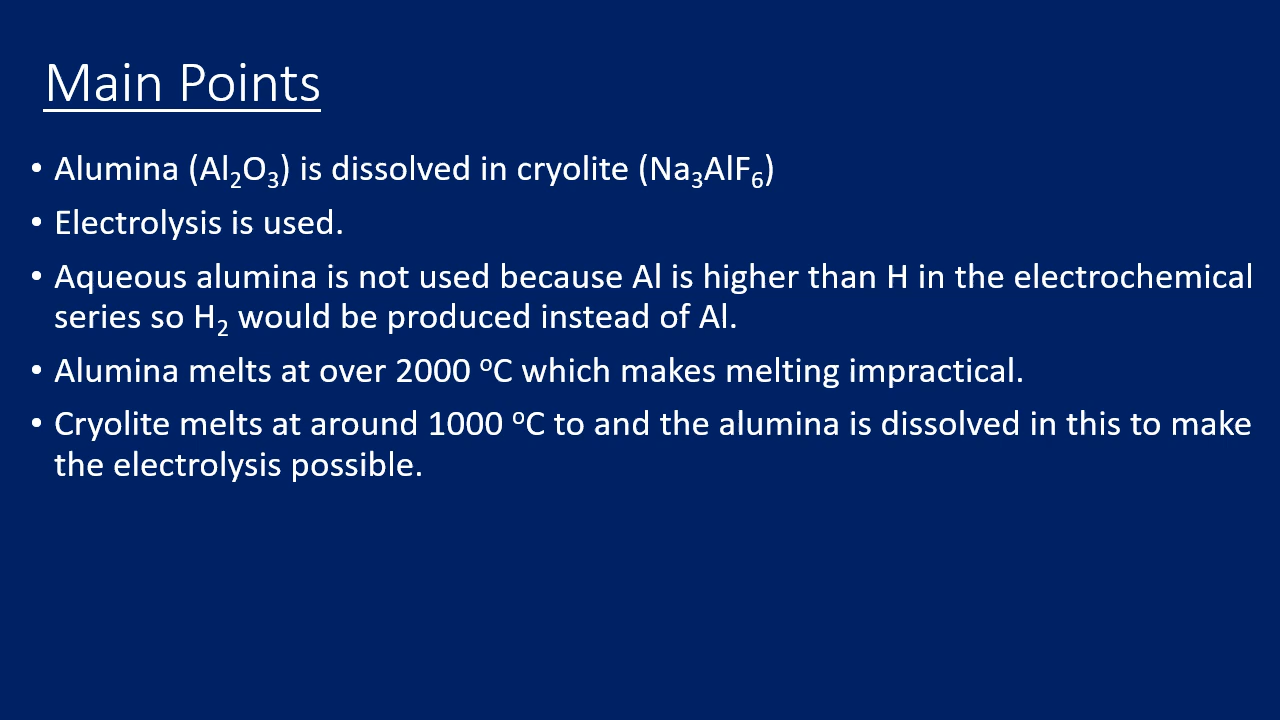 Main Points
• Alumina (Al₂O₃) is dissolved in cryolite (Na₃AlF₆)
• Electrolysis is used.
• Aqueous alumina is not used because Al is higher than H in the electrochemical
series so H₂ would be produced instead of Al.
• Alumina melts at over 2000 ᵒC which makes melting impractical.
• Cryolite melts at around 1000 ᵒC to and the alumina is dissolved in this to make
the electrolysis possible.